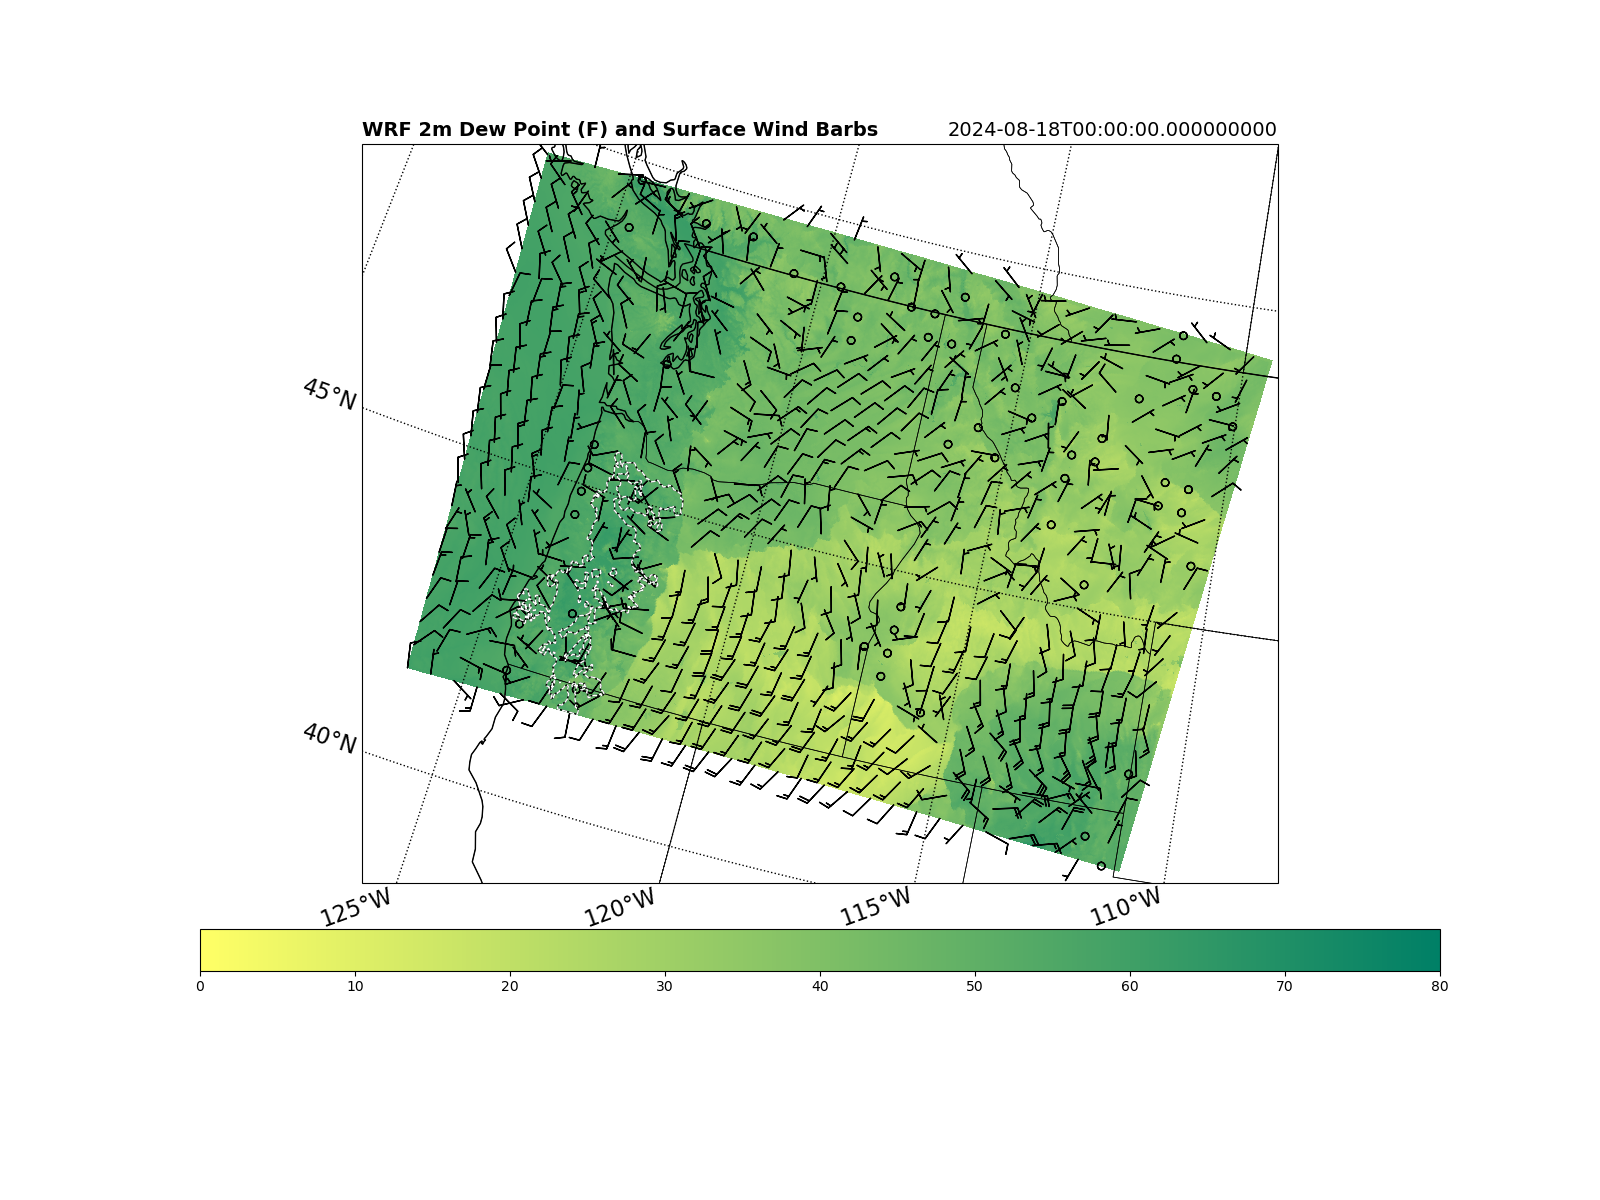 WRF 2m Dew Point (F) and Surface Wind Barbs 2024-08-18T00:00:00.000000000
45°N
40°N
125°W 120°W 115°W 110°W
0 10 20 30 40 50 60 70 80